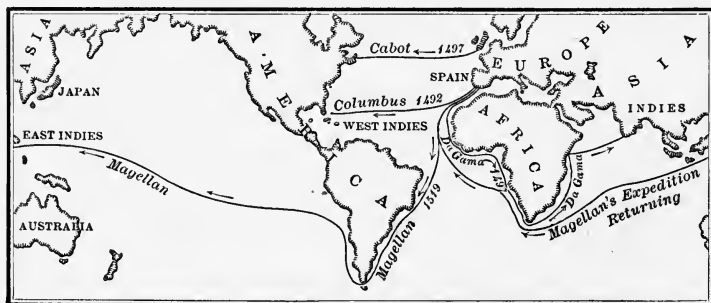 ASIA
JAPAN
EAST INDIES
AUSTRALIA
Magellan
AMERICA
Cabot 1497
Columbus 1492
WEST INDIES
Magellan 1519
SPAIN
EUROPE
ASIA
INDIES
AFRICA
Da Gama 1497
Da Gama
Magellan's Expedition
Returning